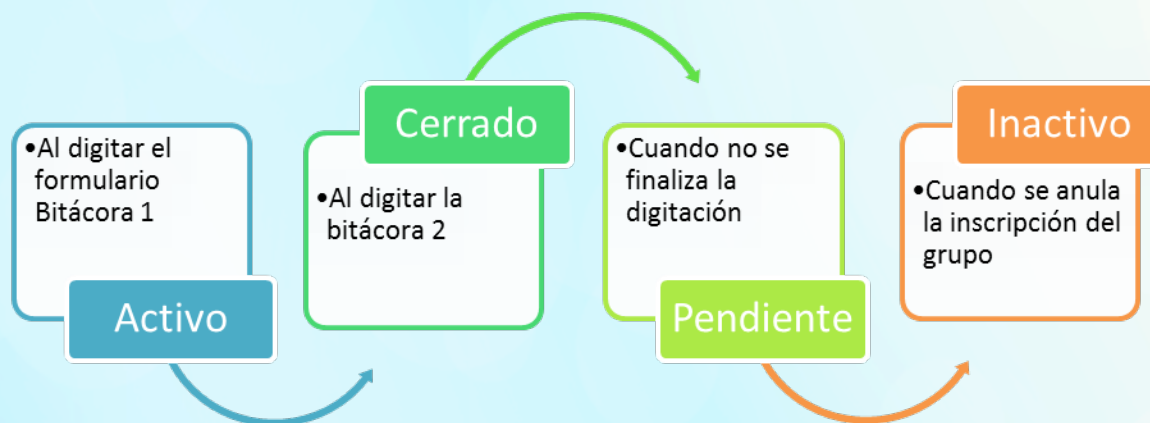 •Al digitar el
formulario
Bitácora 1
Activo
Cerrado
•Al digitar la
bitácora 2
•Cuando no se
finaliza la
digitación
Pendiente
Inactivo
•Cuando se anula
la inscripción del
grupo